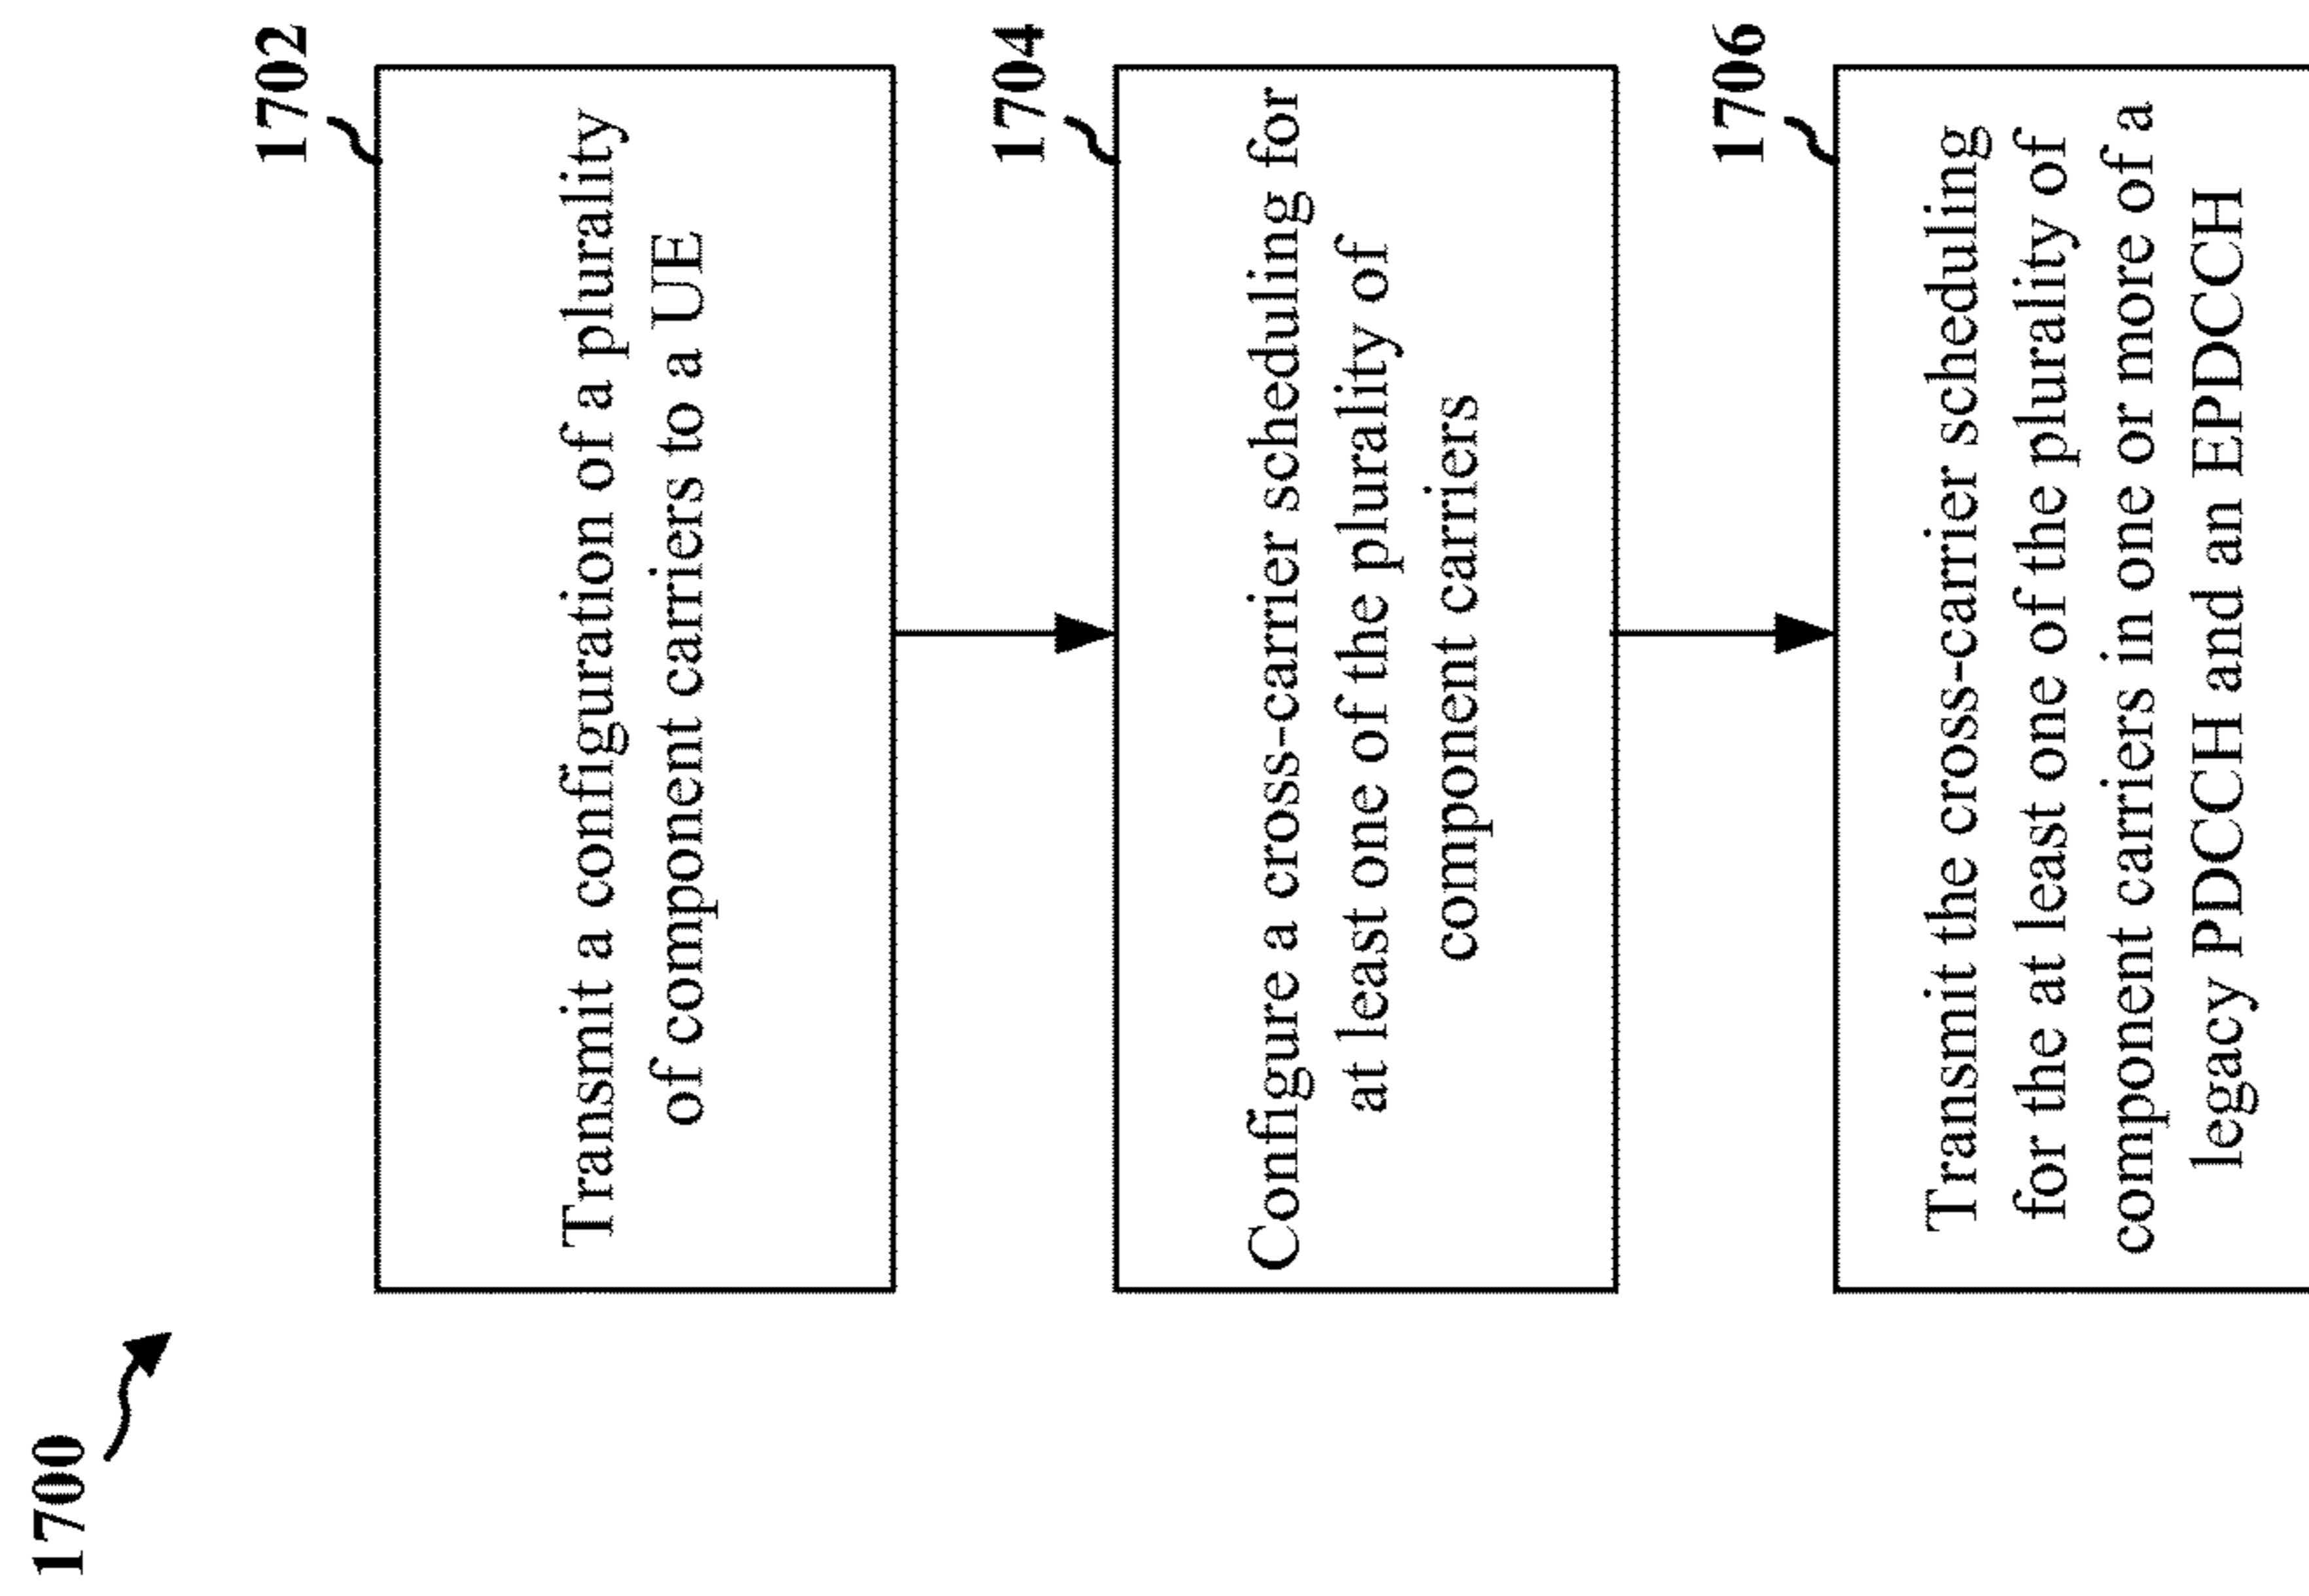 1700
1702
Transmit a configuration of a plurality
of component carriers to a UE
1704
Configure a cross-carrier scheduling for
at least one of the plurality of
component carriers
1706
Transmit the cross-carrier scheduling
for the at least one of the plurality of
component carriers in one or more of a
legacy PDCCH and an EPDCCH